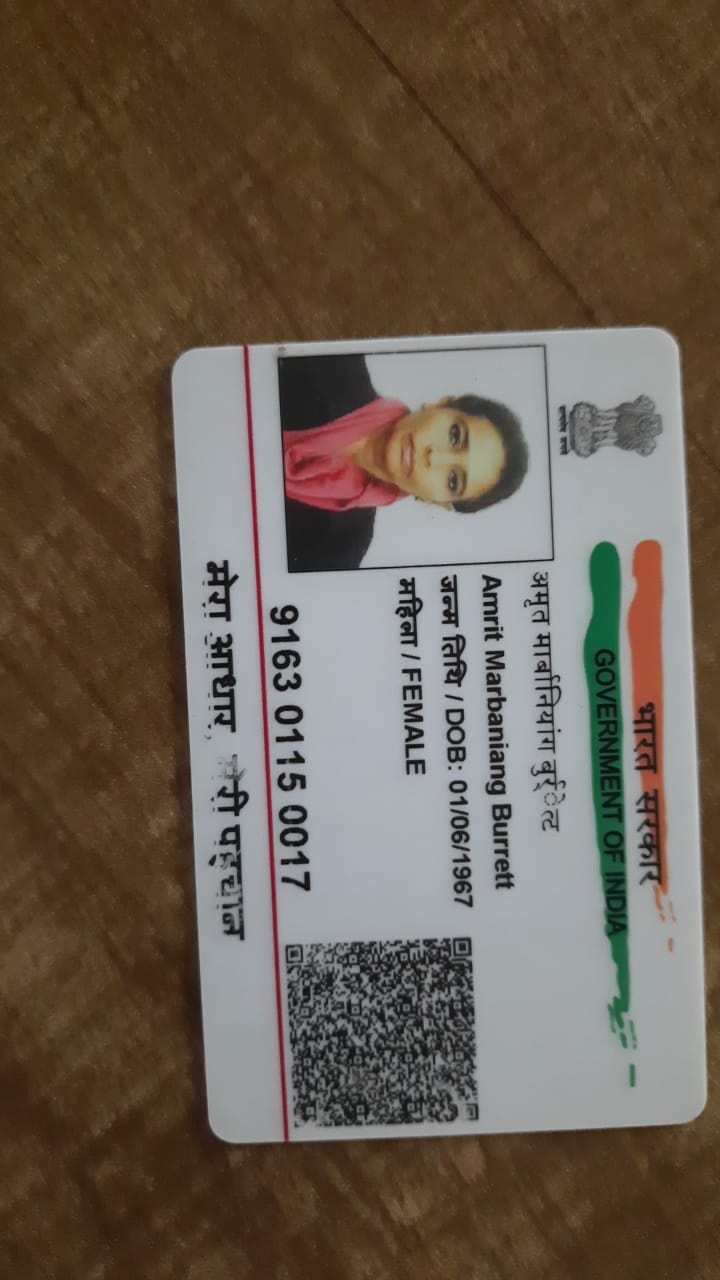 भारत सरकार
GOVERNMENT OF INDIA
सत्यमेव जयते
अमृत मार्बानियांग बुर्र्ेत्ट
Amrit Marbaniang Burrett
जन्म तिथि / DOB: 01/06/1967
महिला / FEMALE
9163 0115 0017
मेरा आधार, मेरी पहचान